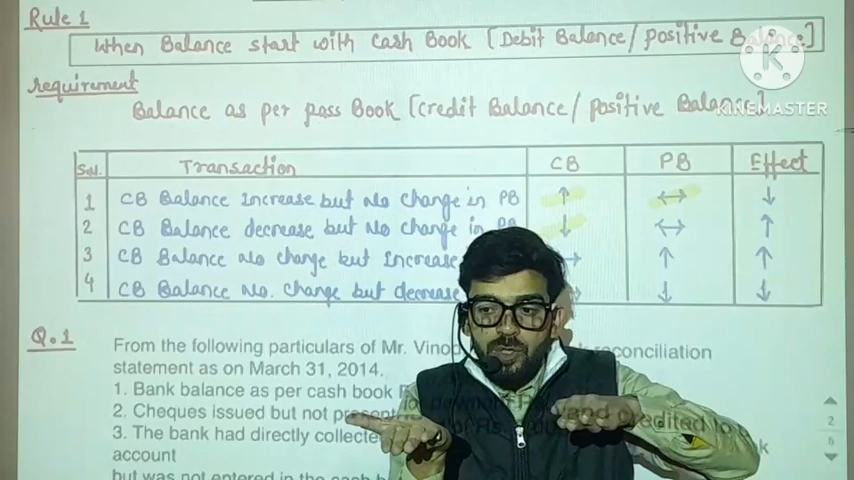 Rule 1
When Balance start with Cash Book [Debit Balance/positive Balance]
requirement
Balance as per pass Book [credit Balance/positive Balance]
K
KINEMASTER
Sol. Transaction CB PB Effect
1 CB Balance Increase but No change in PB ↑ ↔ ↓
2 CB Balance decrease but No change in PB ↓ ↔ ↑
3 CB Balance No change but Increase ↑ ↑
4 CB Balance No. change but decrease ↓ ↓
Q.1
From the following particulars of Mr. Vinod reconciliation
statement as on March 31, 2014.
1. Bank balance as per cash book
2. Cheques issued but not and credited to
3. The bank had directly collected
account
but was not entered in the cash
2